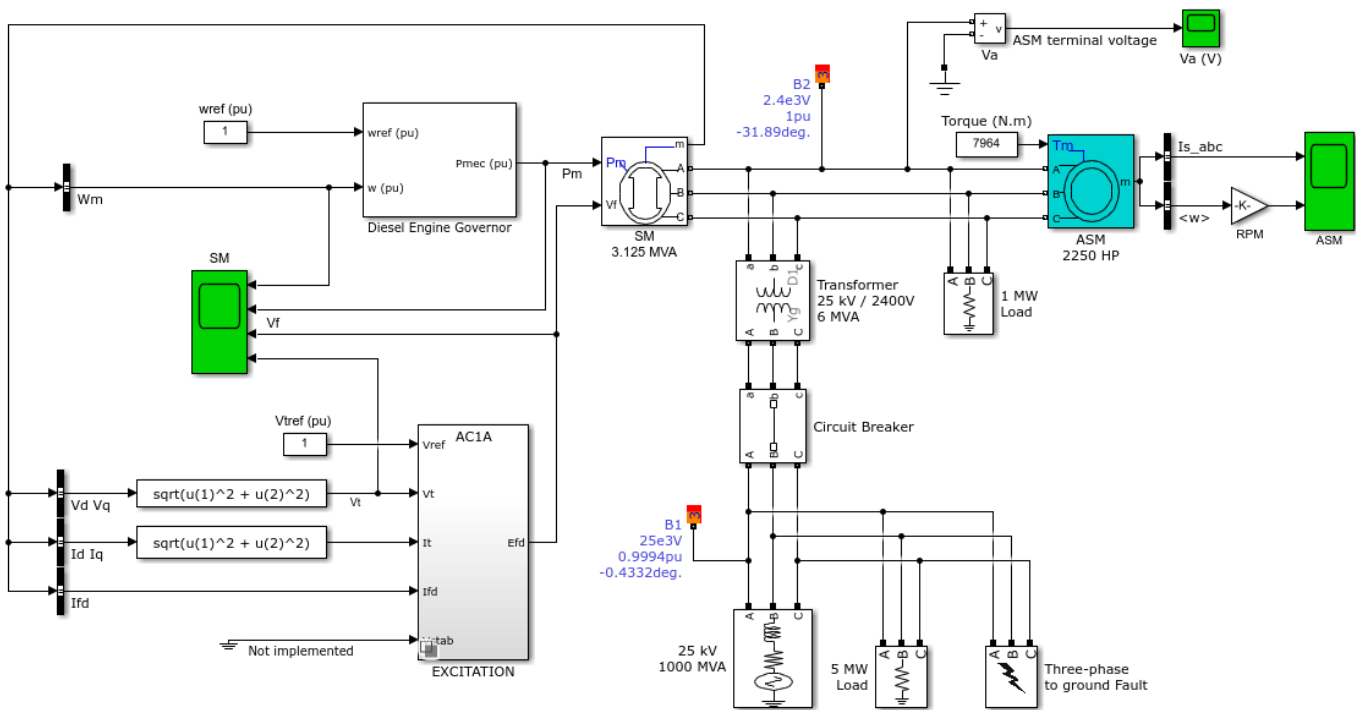 +
-
v
Va
ASM terminal voltage
Va (V)
B2
2.4e3V
1pu
-31.89deg.
3
wref (pu)
1
wref (pu)
w (pu)
Pmec (pu)
Diesel Engine Governor
Wm
Pm
Pm
Vf
m
A
B
C
SM
3.125 MVA
Torque (N.m)
7964
Tm
A
B
C
m
ASM
2250 HP
Is_abc
<w>
-K-
RPM
ASM
SM
Vf
a
b
c
D1
Yg
A
B
C
Transformer
25 kV / 2400V
6 MVA
A
B
C
1 MW
Load
a
b
c
A
B
C
Circuit Breaker
Vtref (pu)
1
AC1A
Vref
Vt
It
Ifd
Efd
EXCITATION
Vd Vq
sqrt(u(1)^2 + u(2)^2)
Vt
Id Iq
sqrt(u(1)^2 + u(2)^2)
Ifd
Not implemented
3
B1
25e3V
0.9994pu
-0.4332deg.
A
B
C
25 kV
1000 MVA
A
B
C
5 MW
Load
A
B
C
Three-phase
to ground Fault